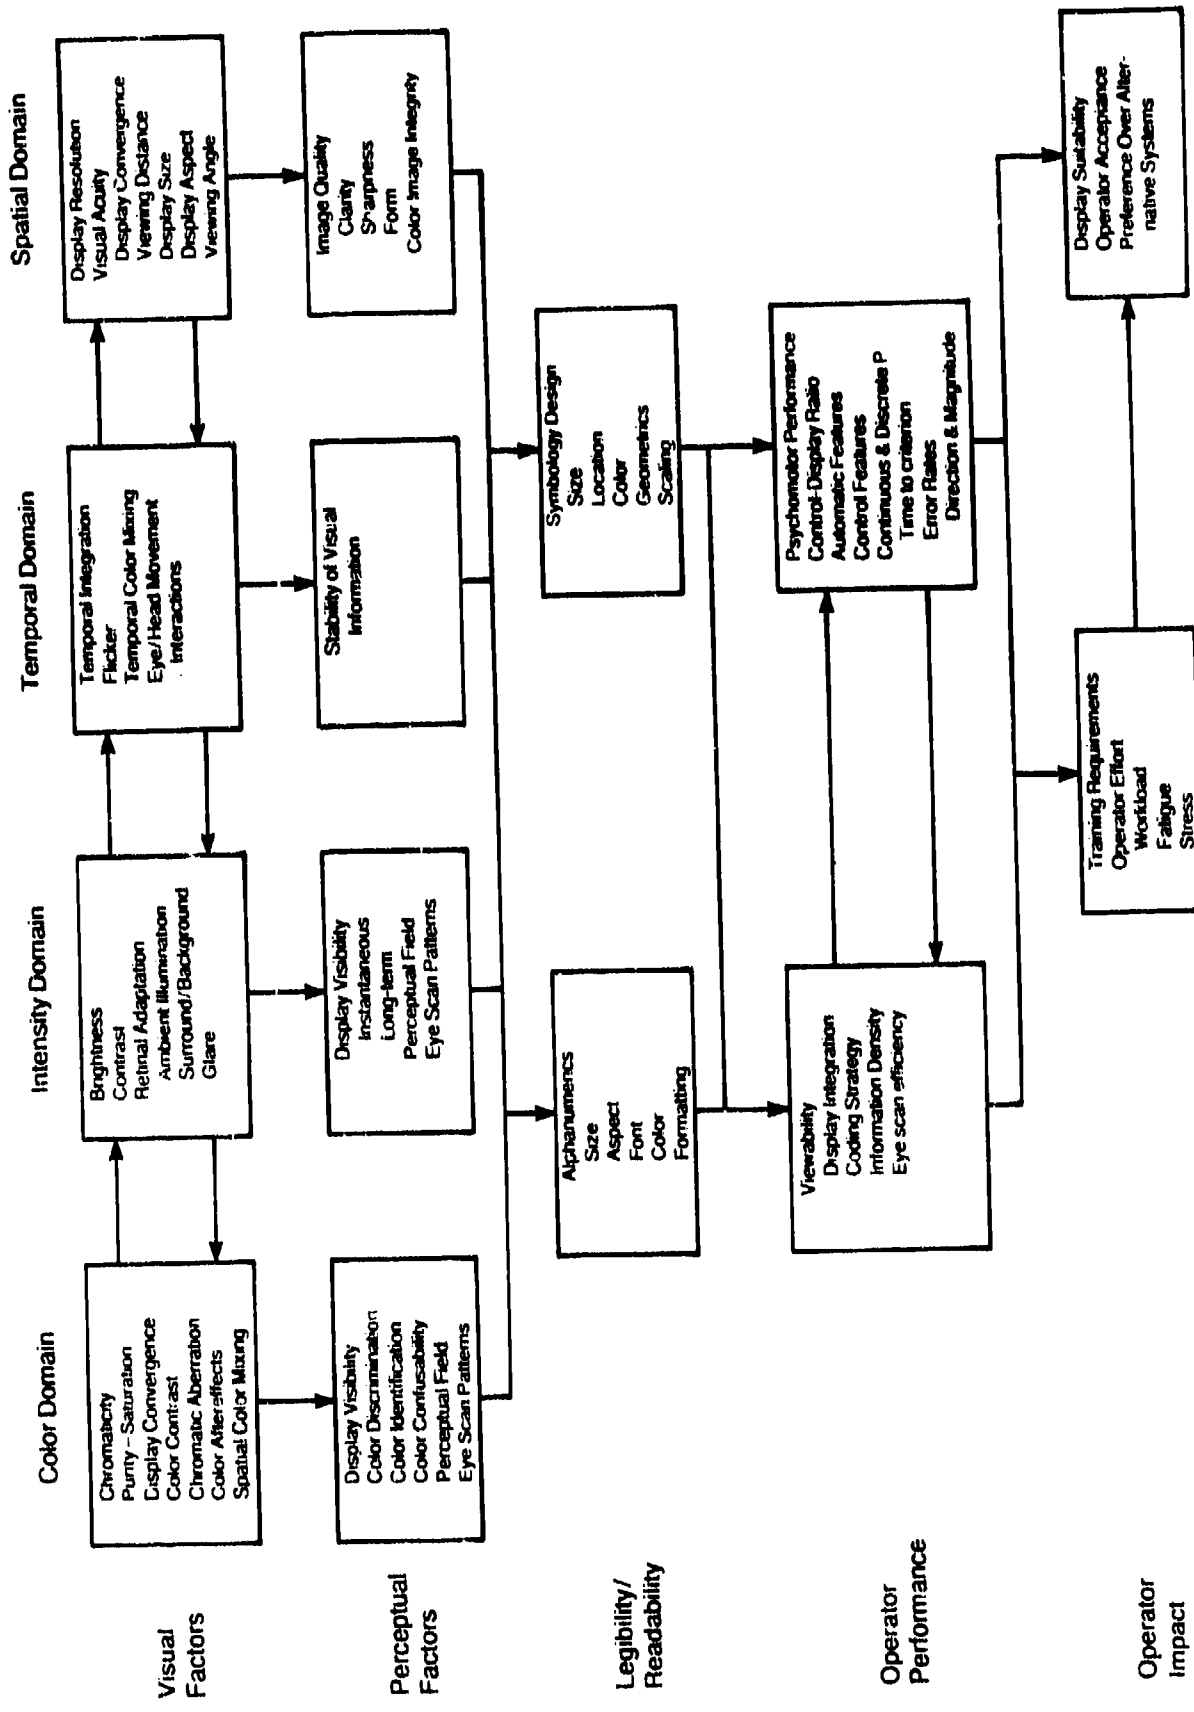 Color Domain
Intensity Domain
Temporal Domain
Spatial Domain
Visual
Factors
Chromaticity
Purity – Saturation
Display Convergence
Color Contrast
Chromatic Aberration
Color Aftereffects
Spatial Color Mixing
Brightness
Contrast
Retinal Adaptation
Ambient Illumination
Surround/Background
Glare
Temporal Integration
Flicker
Temporal Color Mixing
Eye/Head Movement
Interactions
Display Resolution
Visual Acuity
Display Convergence
Viewing Distance
Display Size
Display Aspect
Viewing Angle
Perceptual
Factors
Display Visibility
Color Discrimination
Color Identification
Color Confusability
Perceptual Field
Eye Scan Patterns
Display Visibility
Instantaneous
Long-term
Perceptual Field
Eye Scan Patterns
Stability of Visual
Information
Image Quality
Clarity
Sharpness
Form
Color Image Integrity
Legibility/
Readability
Alphanumerics
Size
Aspect
Font
Color
Formatting
Symbology Design
Size
Location
Color
Geometrics
Scaling
Operator
Performance
Viewability
Display Integration
Coding Strategy
Information Density
Eye scan efficiency
Psychomotor Performance
Control-Display Ratio
Automatic Features
Control Features
Continuous & Discrete P
Time to criterion
Error Rates
Direction & Magnitude
Operator
Impact
Training Requirements
Operator Effort
Workload
Fatigue
Stress
Display Suitability
Operator Acceptance
Preference Over Alter-
native Systems